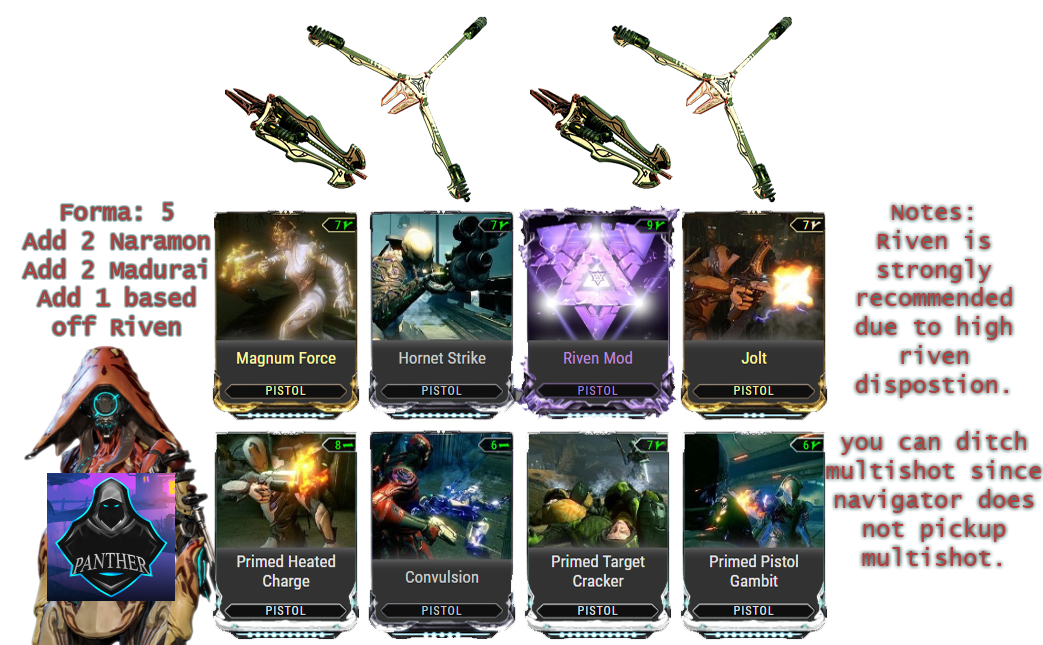 Forma: 5
Add 2 Naramon
Add 2 Madurai
Add 1 based
off Riven
PANTHER
7
Magnum Force
PISTOL
7
Hornet Strike
PISTOL
9
Riven Mod
PISTOL
7
Jolt
PISTOL
8
Primed Heated
Charge
PISTOL
6
Convulsion
PISTOL
7
Primed Target
Cracker
PISTOL
6
Primed Pistol
Gambit
PISTOL
Notes:
Riven is
strongly
recommended
due to high
riven
dispostion.
you can ditch
multishot since
navigator does
not pickup
multishot.